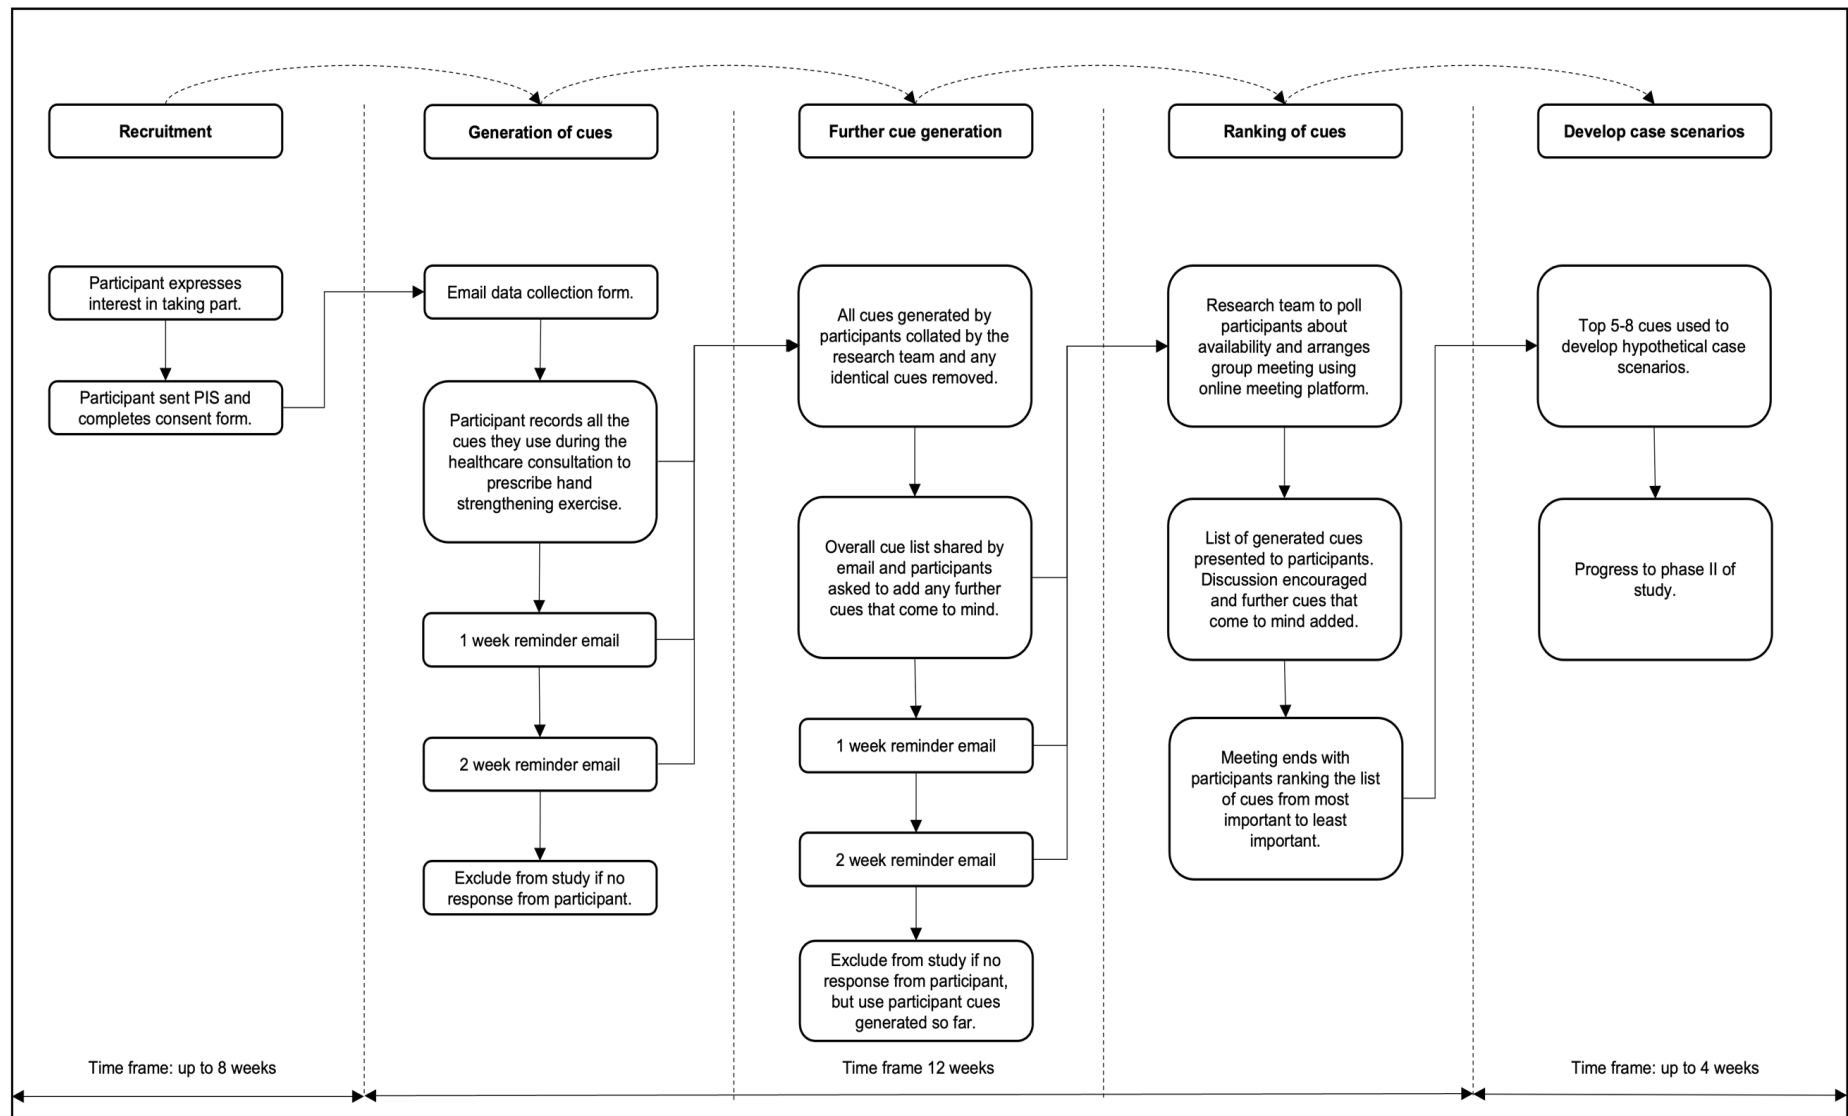 Recruitment
Generation of cues
Further cue generation
Ranking of cues
Develop case scenarios
Participant expresses
interest in taking part.
Participant sent PIS and
completes consent form.
Email data collection form.
Participant records all the
cues they use during the
healthcare consultation to
prescribe hand
strengthening exercise.
1 week reminder email
2 week reminder email
Exclude from study if no
response from participant.
All cues generated by
participants collated by the
research team and any
identical cues removed.
Overall cue list shared by
email and participants
asked to add any further
cues that come to mind.
1 week reminder email
2 week reminder email
Exclude from study if no
response from participant,
but use participant cues
generated so far.
Research team to poll
participants about
availability and arranges
group meeting using
online meeting platform.
List of generated cues
presented to participants.
Discussion encouraged
and further cues that
come to mind added.
Meeting ends with
participants ranking the list
of cues from most
important to least
important.
Top 5-8 cues used to
develop hypothetical case
scenarios.
Progress to phase II of
study.
Time frame: up to 8 weeks
Time frame 12 weeks
Time frame: up to 4 weeks